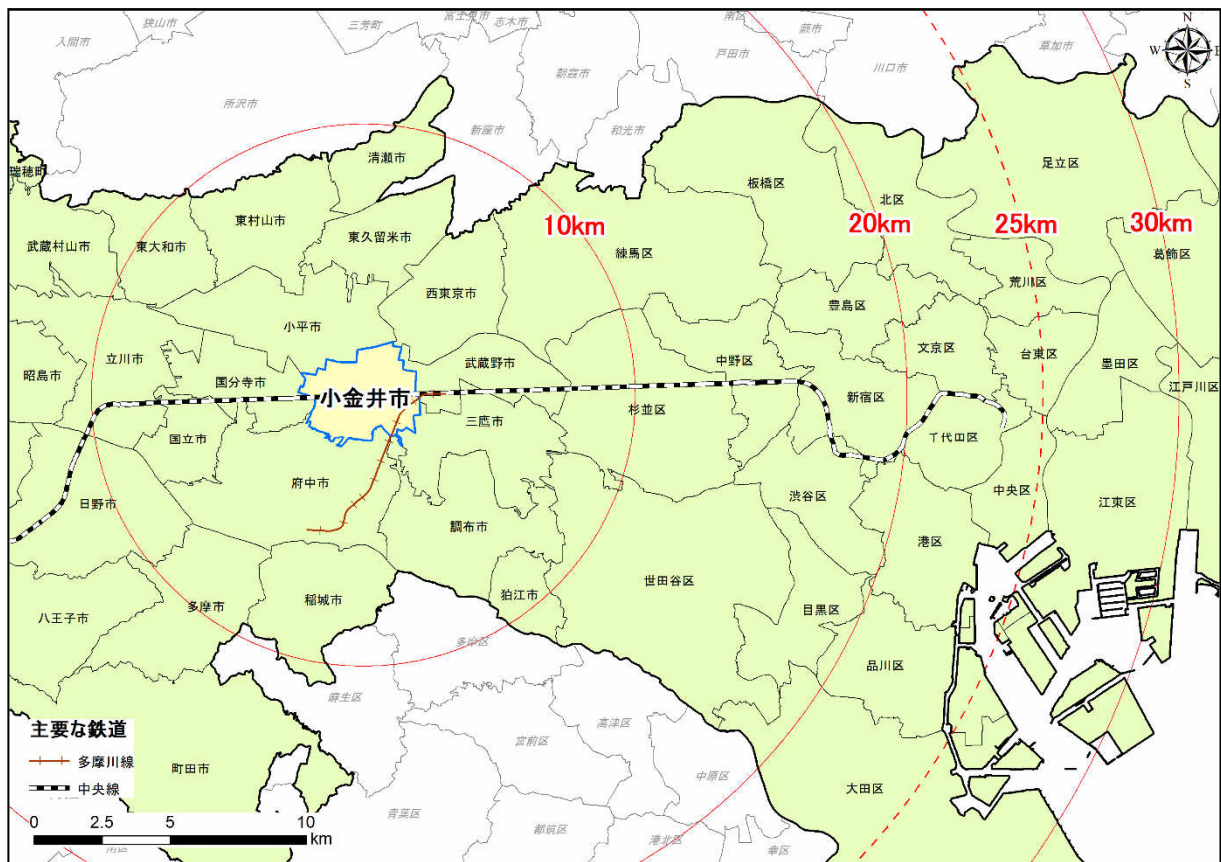 狭山市
三芳町
富士見市
志木市
南区
蕨市
入間市
朝霞市
戸田市
川口市
草加市
N
W
E
S
所沢市
新座市
和光市
清瀬市
瑞穂町
足立区
板橋区
北区
東村山市
東久留米市
武蔵村山市
東大和市
10km
20km
25km
30km
練馬区
葛飾区
西東京市
荒川区
小平市
豊島区
文京区
台東区
墨田区
立川市
武蔵野市
中野区
昭島市
国分寺市
江戸川区
小金井市
新宿区
杉並区
三鷹市
国立市
千代田区
府中市
渋谷区
中央区
日野市
江東区
調布市
港区
世田谷区
狛江市
稲城市
多摩市
目黒区
八王子市
多摩区
品川区
麻生区
高津区
主要な鉄道
宮前区
多摩川線
町田市
中原区
中央線
大田区
青葉区
0 2.5 5 10
km
都筑区
港北区
幸区